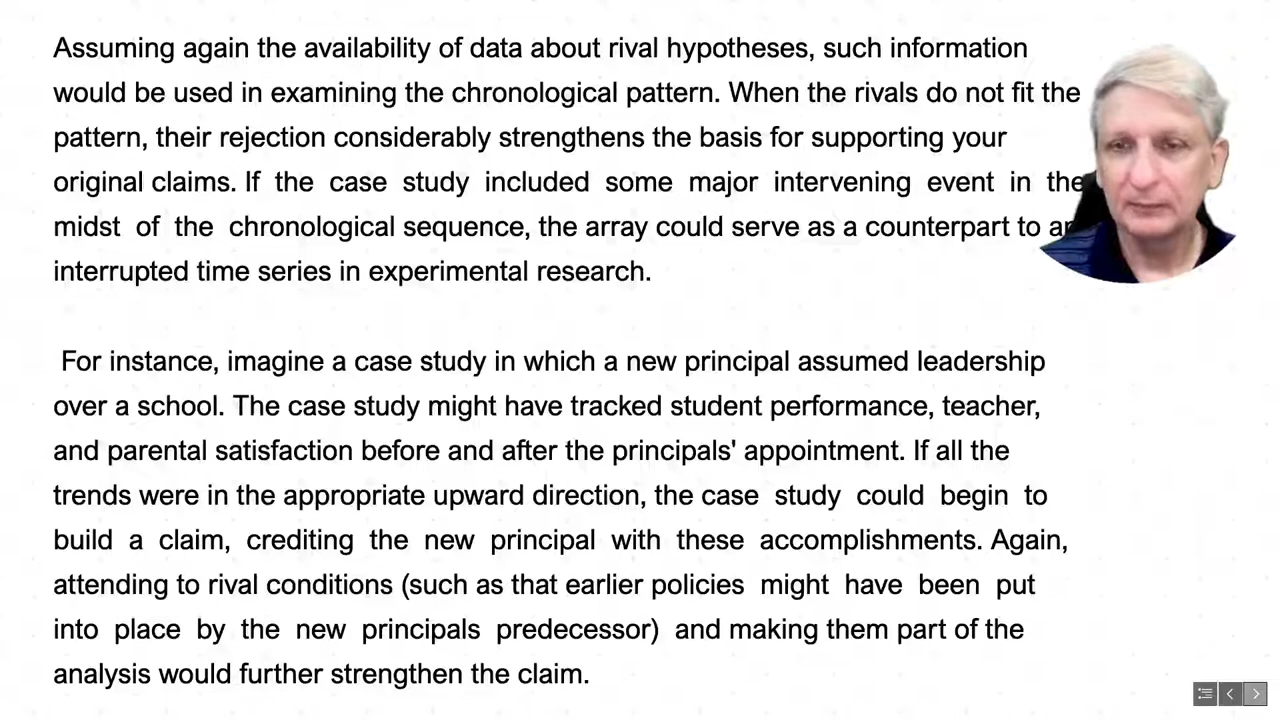 Assuming again the availability of data about rival hypotheses, such information
would be used in examining the chronological pattern. When the rivals do not fit the
pattern, their rejection considerably strengthens the basis for supporting your
original claims. If the case study included some major intervening event in the
midst of the chronological sequence, the array could serve as a counterpart to
interrupted time series in experimental research.
For instance, imagine a case study in which a new principal assumed leadership
over a school. The case study might have tracked student performance, teacher,
and parental satisfaction before and after the principals' appointment. If all the
trends were in the appropriate upward direction, the case study could begin to
build a claim, crediting the new principal with these accomplishments. Again,
attending to rival conditions (such as that earlier policies might have been put
into place by the new principals predecessor) and making them part of the
analysis would further strengthen the claim.